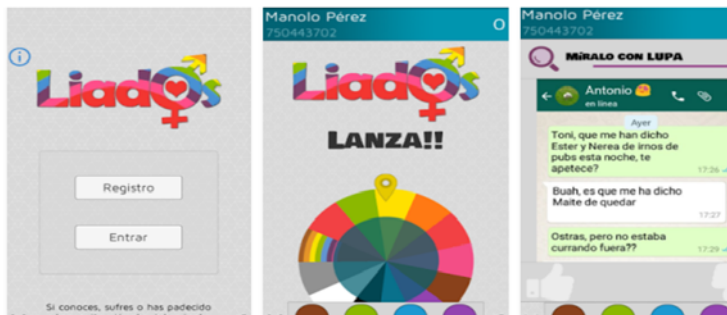 LiadOs
Registro
Entrar
Si conoces, sufres o has padecido
Manolo Pérez
750443702
0
LiadOs
LANZA!!
Manolo Pérez
750443702
MíRALO CON LUPA
Antonio
en línea
Ayer
Toni, que me han dicho
Ester y Nerea de irnos de
pubs esta noche, te
apetece?
17:26
Buah, es que me ha dicho
Maite de quedar
17:27
Ostras, pero no estaba
currando fuera??
17:29